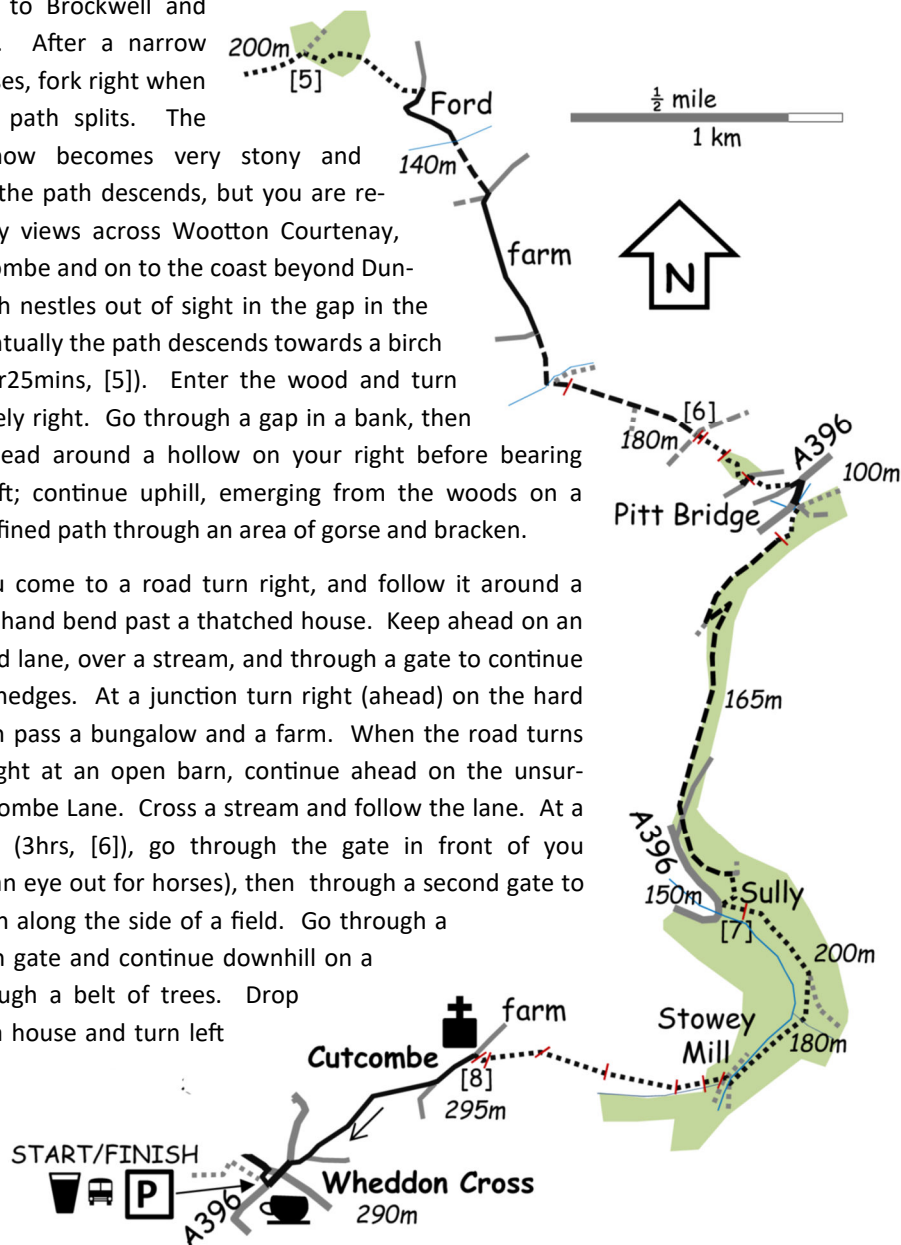 to Brockwell and
. After a narrow
ses, fork right when
path splits. The
now becomes very stony and
the path descends, but you are re-
y views across Wootton Courtenay,
ombe and on to the coast beyond Dun-
h nestles out of sight in the gap in the
ntually the path descends towards a birch
r25mins, [5]). Enter the wood and turn
ely right. Go through a gap in a bank, then
ead around a hollow on your right before bearing
ft; continue uphill, emerging from the woods on a
fined path through an area of gorse and bracken.
u come to a road turn right, and follow it around a
hand bend past a thatched house. Keep ahead on an
d lane, over a stream, and through a gate to continue
hedges. At a junction turn right (ahead) on the hard
n pass a bungalow and a farm. When the road turns
ght at an open barn, continue ahead on the unsur-
ombe Lane. Cross a stream and follow the lane. At a
(3hrs, [6]), go through the gate in front of you
an eye out for horses), then through a second gate to
n along the side of a field. Go through a
n gate and continue downhill on a
ugh a belt of trees. Drop
a house and turn left
200m
[5]
Ford
140m
½ mile
1 km
N
farm
[6]
180m
A396
100m
Pitt Bridge
165m
A396
150m
Sully
[7]
200m
Stowey
Mill
180m
farm
Cutcombe
[8]
295m
START/FINISH
P
A396
Wheddon Cross
290m